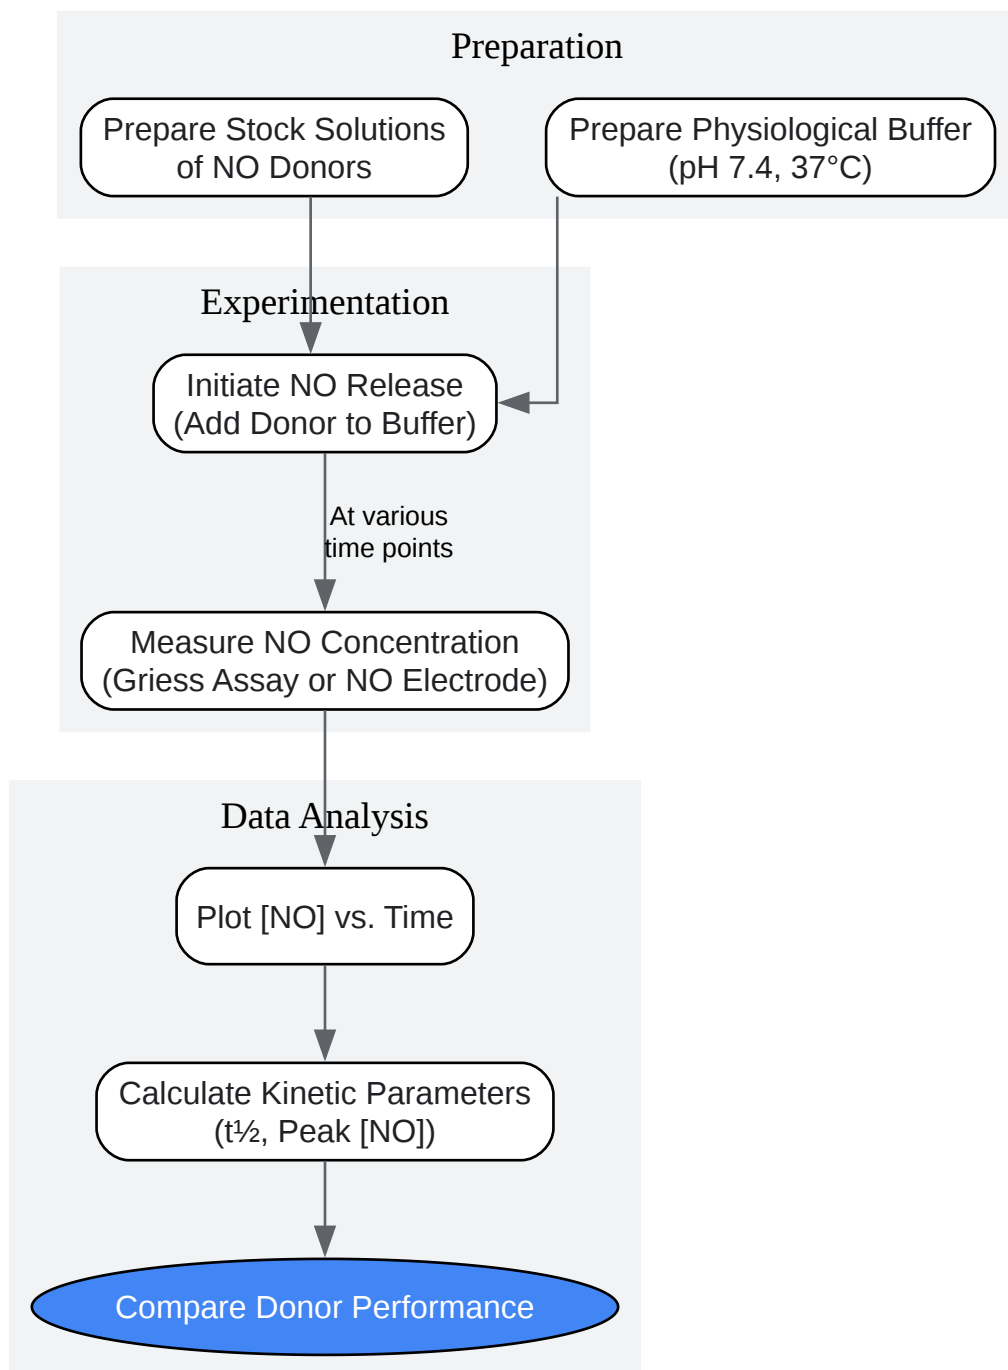 Preparation
Prepare Stock Solutions
of NO Donors
Prepare Physiological Buffer
(pH 7.4, 37°C)
Experimentation
Initiate NO Release
(Add Donor to Buffer)
At various
time points
Measure NO Concentration
(Griess Assay or NO Electrode)
Data Analysis
Plot [NO] vs. Time
Calculate Kinetic Parameters
(t½, Peak [NO])
Compare Donor Performance